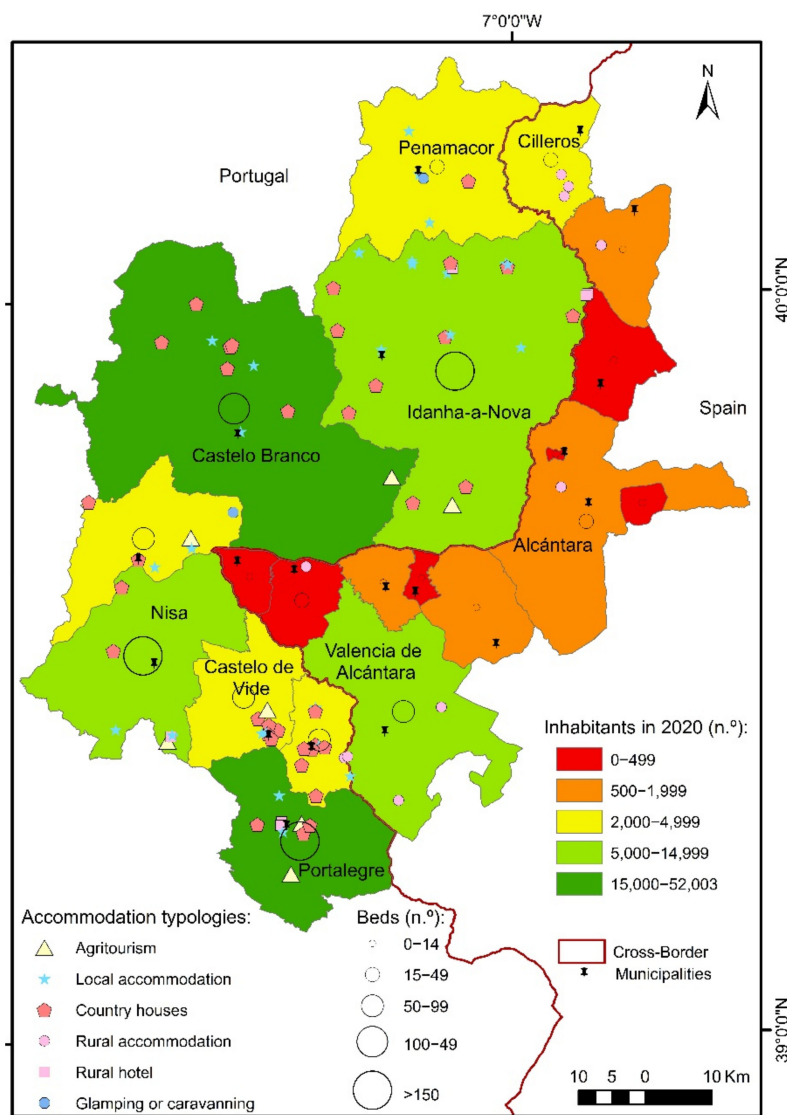 7°0'0"W
N
Penamacor
Cilleros
Portugal
40°0'0"N
Idanha-a-Nova
Spain
Castelo Branco
Alcántara
Nisa
Valencia de
Alcántara
Castelo de
Vide
Portalegre
Inhabitants in 2020 (n.º)
0−499
500−1,999
2,000−4,999
5,000−14,999
15,000−52,003
Accommodation typologies:
Agritourism
Local accommodation
Country houses
Rural accommodation
Rural hotel
Glamping or caravanning
Beds (n.º):
0−14
15−49
50−99
100−49
>150
Cross-Border
Municipalities
39°0'0"N
10 5 0 10 Km